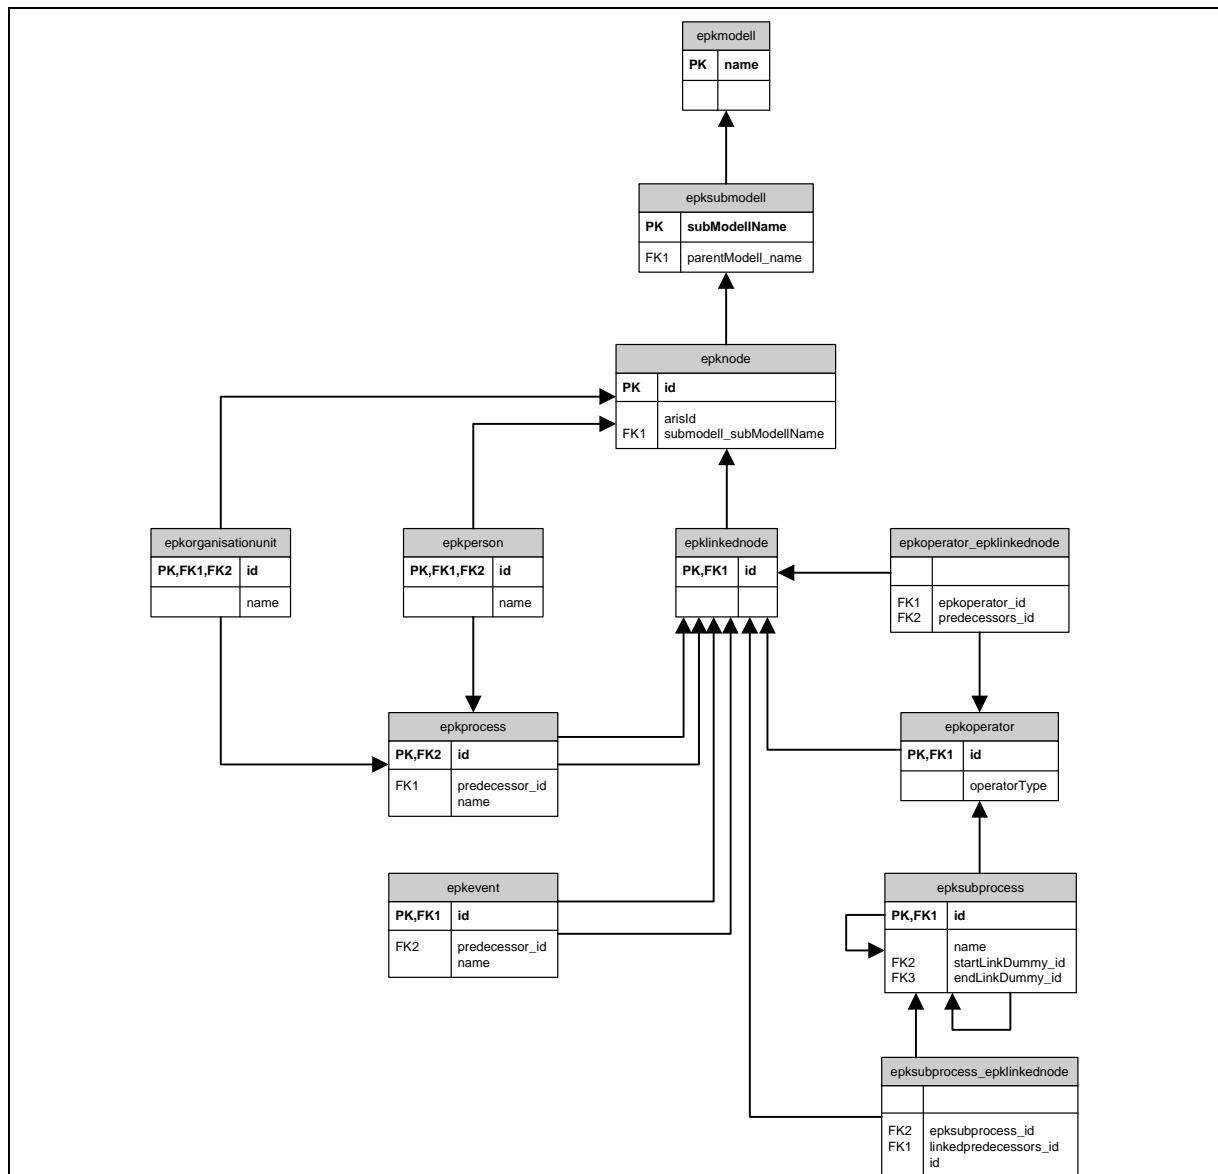 epkmodell
PK name
epksubmodell
PK subModellName
FK1 parentModell_name
epknode
PK id
arisId
FK1 submodell_subModellName
epkorganisationunit
PK,FK1,FK2 id
name
epkperson
PK,FK1,FK2 id
name
epklinkednode
PK,FK1 id
epkoperator_epklinkednode
FK1 epkoperator_id
FK2 predecessors_id
epkprocess
PK,FK2 id
FK1 predecessor_id
name
epkoperator
PK,FK1 id
operatorType
epkevent
PK,FK1 id
FK2 predecessor_id
name
epksubprocess
PK,FK1 id
name
FK2 startLinkDummy_id
FK3 endLinkDummy_id
epksubprocess_epklinkednode
FK2 epksubprocess_id
FK1 linkedpredecessors_id
id